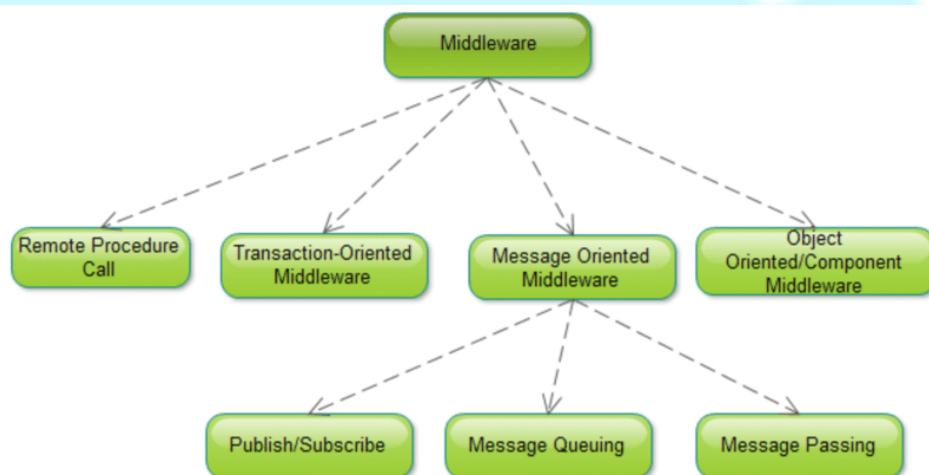 Middleware
Remote Procedure
Call
Transaction-Oriented
Middleware
Message Oriented
Middleware
Object
Oriented/Component
Middleware
Publish/Subscribe
Message Queuing
Message Passing